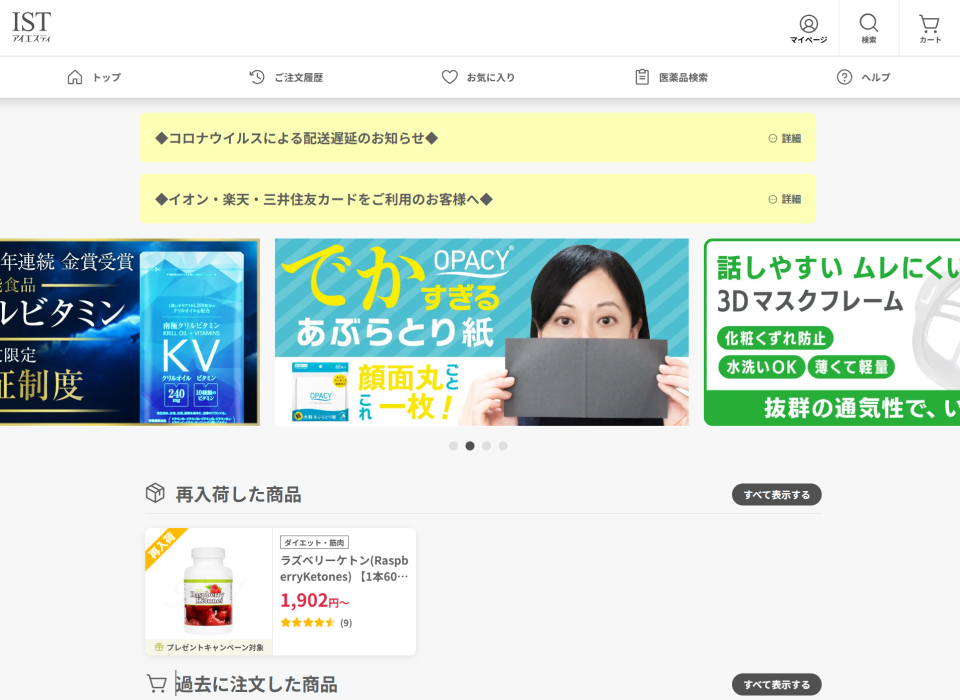 IST
アイエスティ
マイページ
検索
カート
トップ
ご注文履歴
お気に入り
医薬品検索
ヘルプ
◆コロナウイルスによる配送遅延のお知らせ◆
詳細
◆イオン・楽天・三井住友カードをご利用のお客様へ◆
詳細
年連続 金賞受賞
食品
ルビタミン
限定
証制度
南極クリルビタミン
KRILL OIL + VITAMINS
KV
クリルオイル ビタミン
240
mg
10種類の
ビタミン
でかすぎる
OPACY
あぶらとり紙
OPACY
顔面丸ごと
これ一枚！
話しやすい ムレにくい
3Dマスクフレーム
化粧くずれ防止
水洗いOK
薄くて軽量
抜群の通気性で、い
再入荷した商品
すべて表示する
再入荷
Raspberry
Ketones
プレゼントキャンペーン対象
ダイエット・筋肉
ラズベリーケトン(Raspb
erryKetones) 【1本60…
1,902円～
(9)
過去に注文した商品
すべて表示する